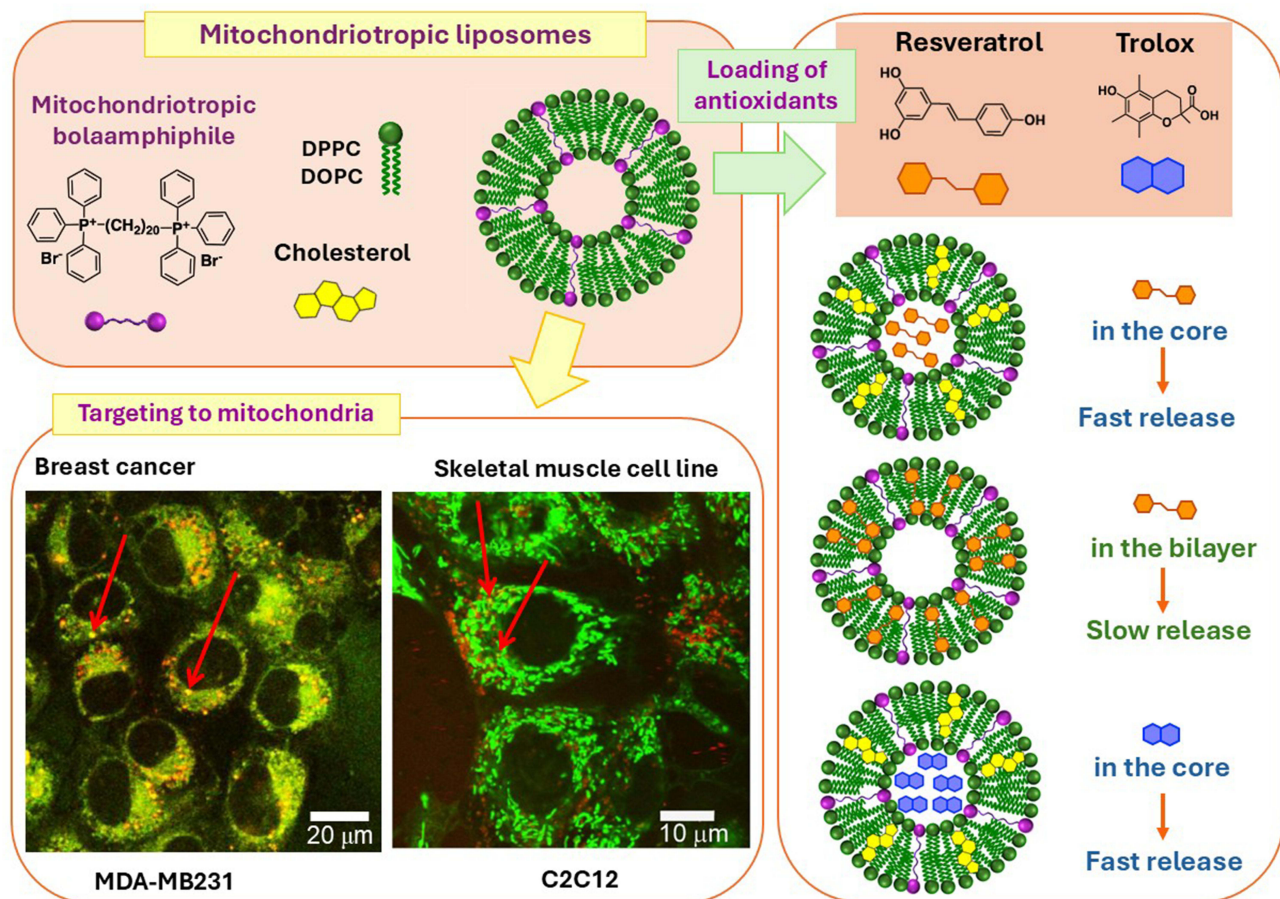 Mitochondriotropic liposomes
Mitochondriotropic
bolaamphiphile
P⁺-(CH₂)₂₀-P⁺
Br⁻
Br⁻
DPPC
DOPC
Cholesterol
Loading of
antioxidants
Resveratrol
HO
HO
OH
Trolox
HO
O
O
OH
in the core
Fast release
in the bilayer
Slow release
in the core
Fast release
Targeting to mitochondria
Breast cancer
20 μm
MDA-MB231
Skeletal muscle cell line
10 μm
C2C12